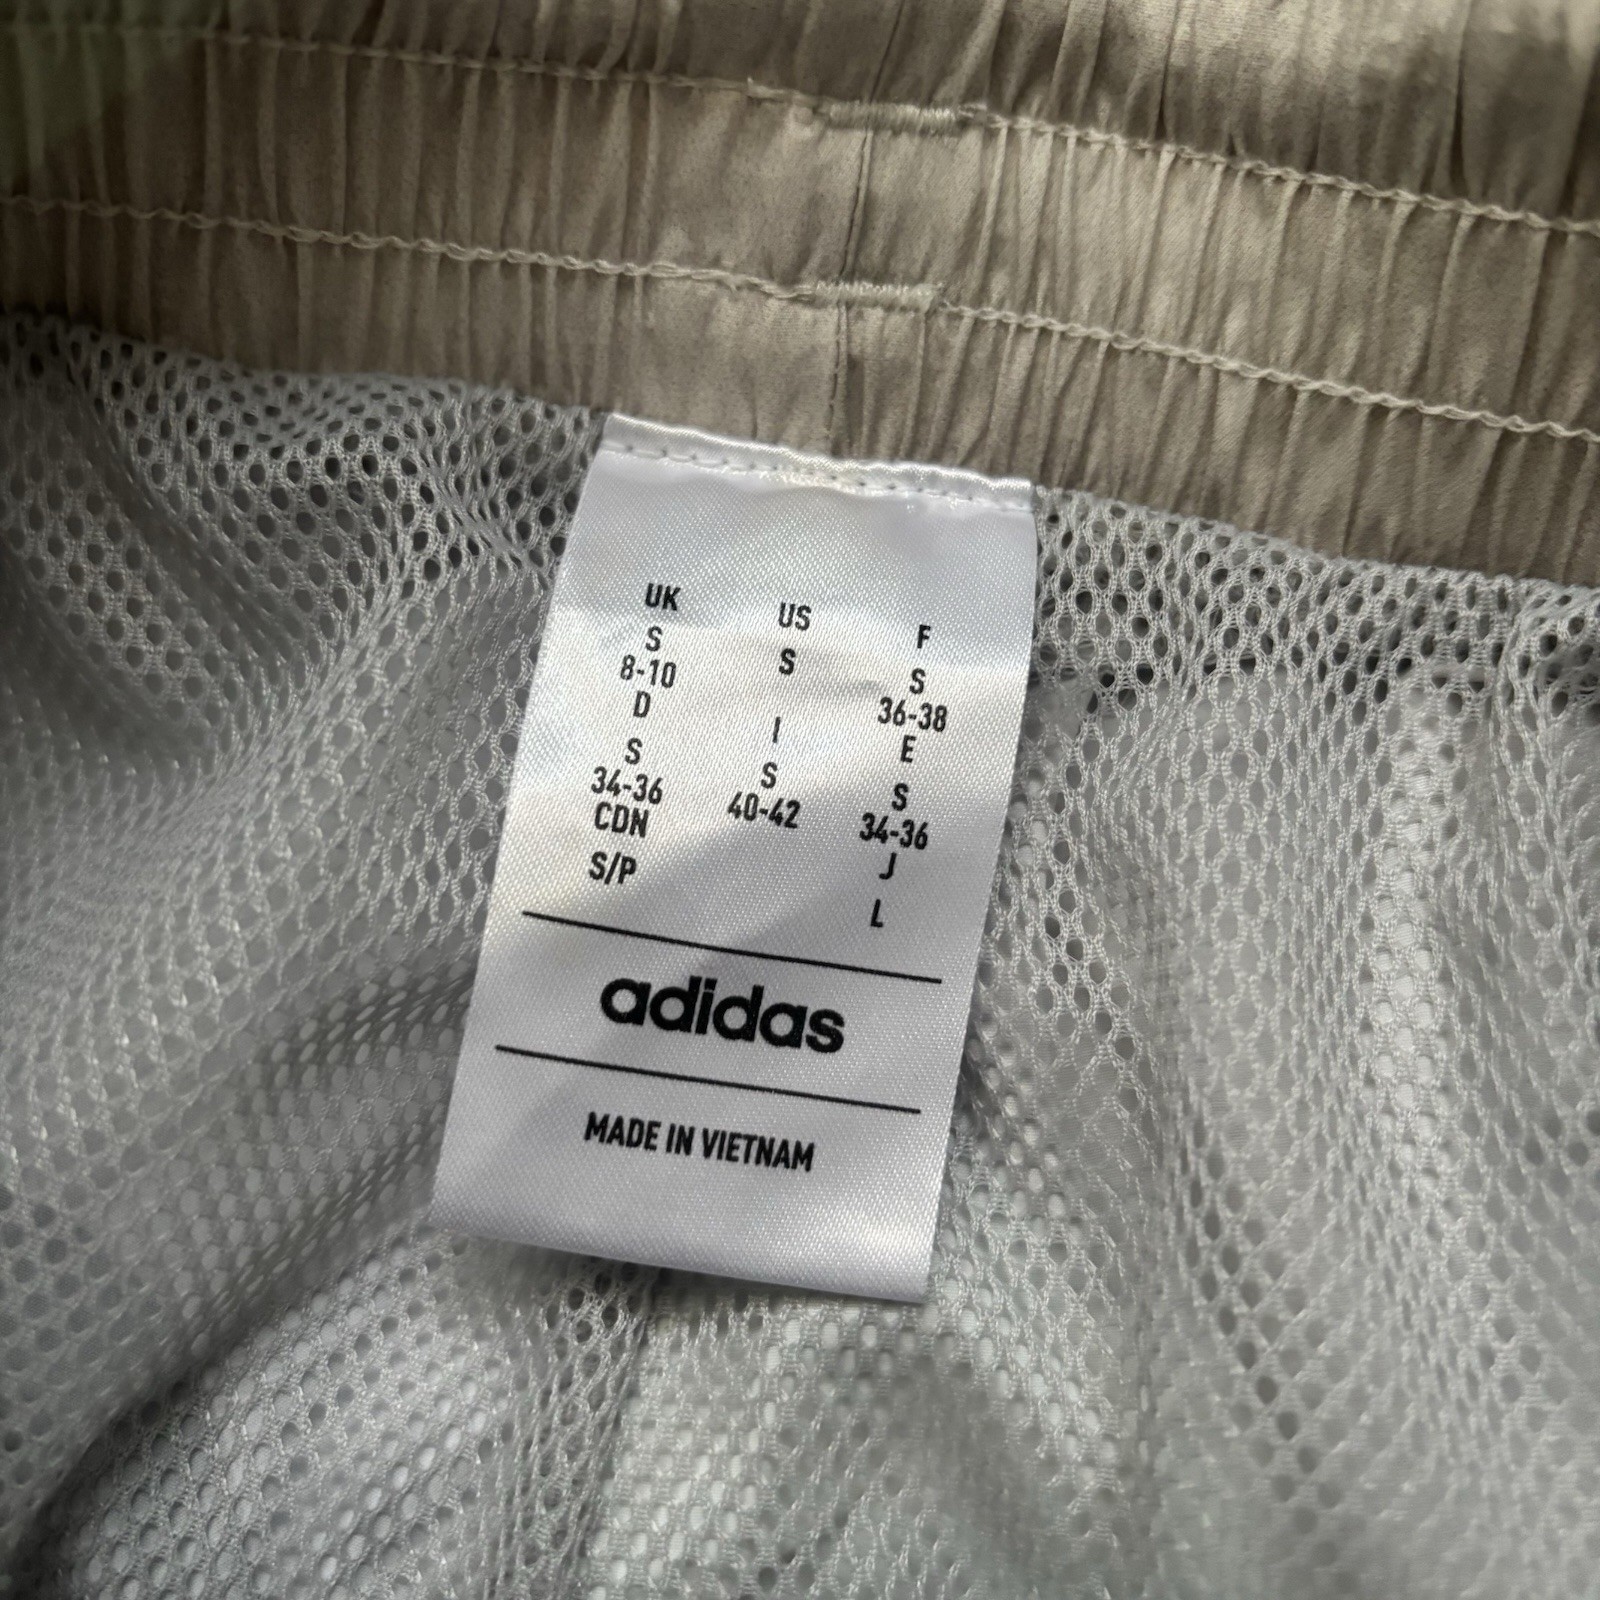 UK US F
S S S
8-10 36-38
D I E
S S S
34-36 40-42 34-36
CDN J
S/P L
adidas
MADE IN VIETNAM